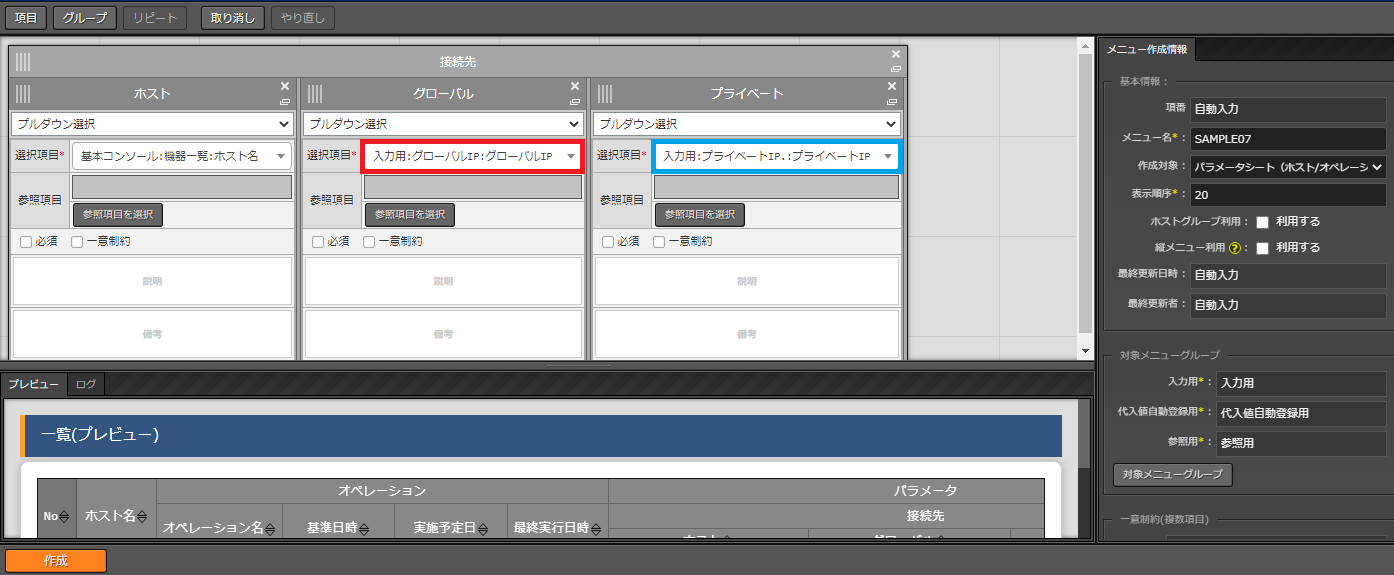 項目 グループ リピート 取り消し やり直し
接続先
ホスト グローバル プライベート
プルダウン選択 プルダウン選択 プルダウン選択
選択項目* 基本コンソール:機器一覧:ホスト名 選択項目* 入力用:グローバルIP:グローバルIP 選択項目* 入力用:プライベートIP.:プライベートIP
参照項目 参照項目を選択 参照項目 参照項目を選択 参照項目 参照項目を選択
必須 一意制約 必須 一意制約 必須 一意制約
説明 説明 説明
備考 備考 備考
プレビュー ログ
一覧(プレビュー)
オペレーション パラメータ
No ホスト名 接続先
オペレーション名 基準日時 実施予定日 最終実行日時
作成
メニュー作成情報
基本情報：
項番 自動入力
メニュー名*： SAMPLE07
作成対象： パラメータシート（ホスト/オペレーシ
表示順序*： 20
ホストグループ利用： 利用する
縦メニュー利用?： 利用する
最終更新日時： 自動入力
最終更新者： 自動入力
対象メニューグループ
入力用*： 入力用
代入値自動登録用*： 代入値自動登録用
参照用*： 参照用
対象メニューグループ
一意制約(複数項目)